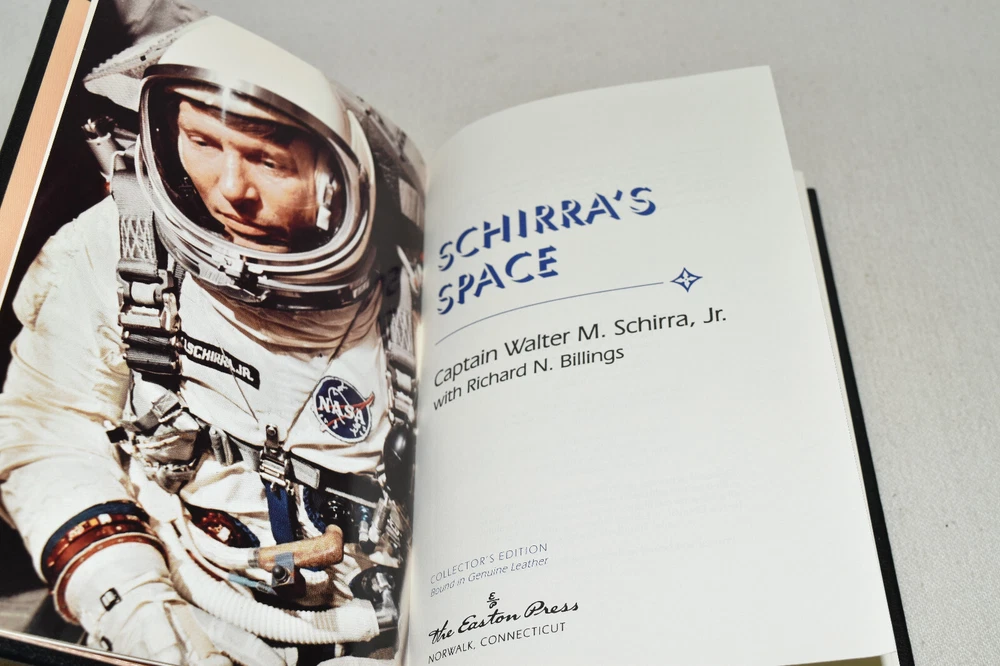 SCHIRRA, JR.
NASA
SCHIRRA'S
SPACE
Captain Walter M. Schirra, Jr.
with Richard N. Billings
COLLECTOR'S EDITION
Bound in Genuine Leather
E
P
the Easton Press
NORWALK, CONNECTICUT